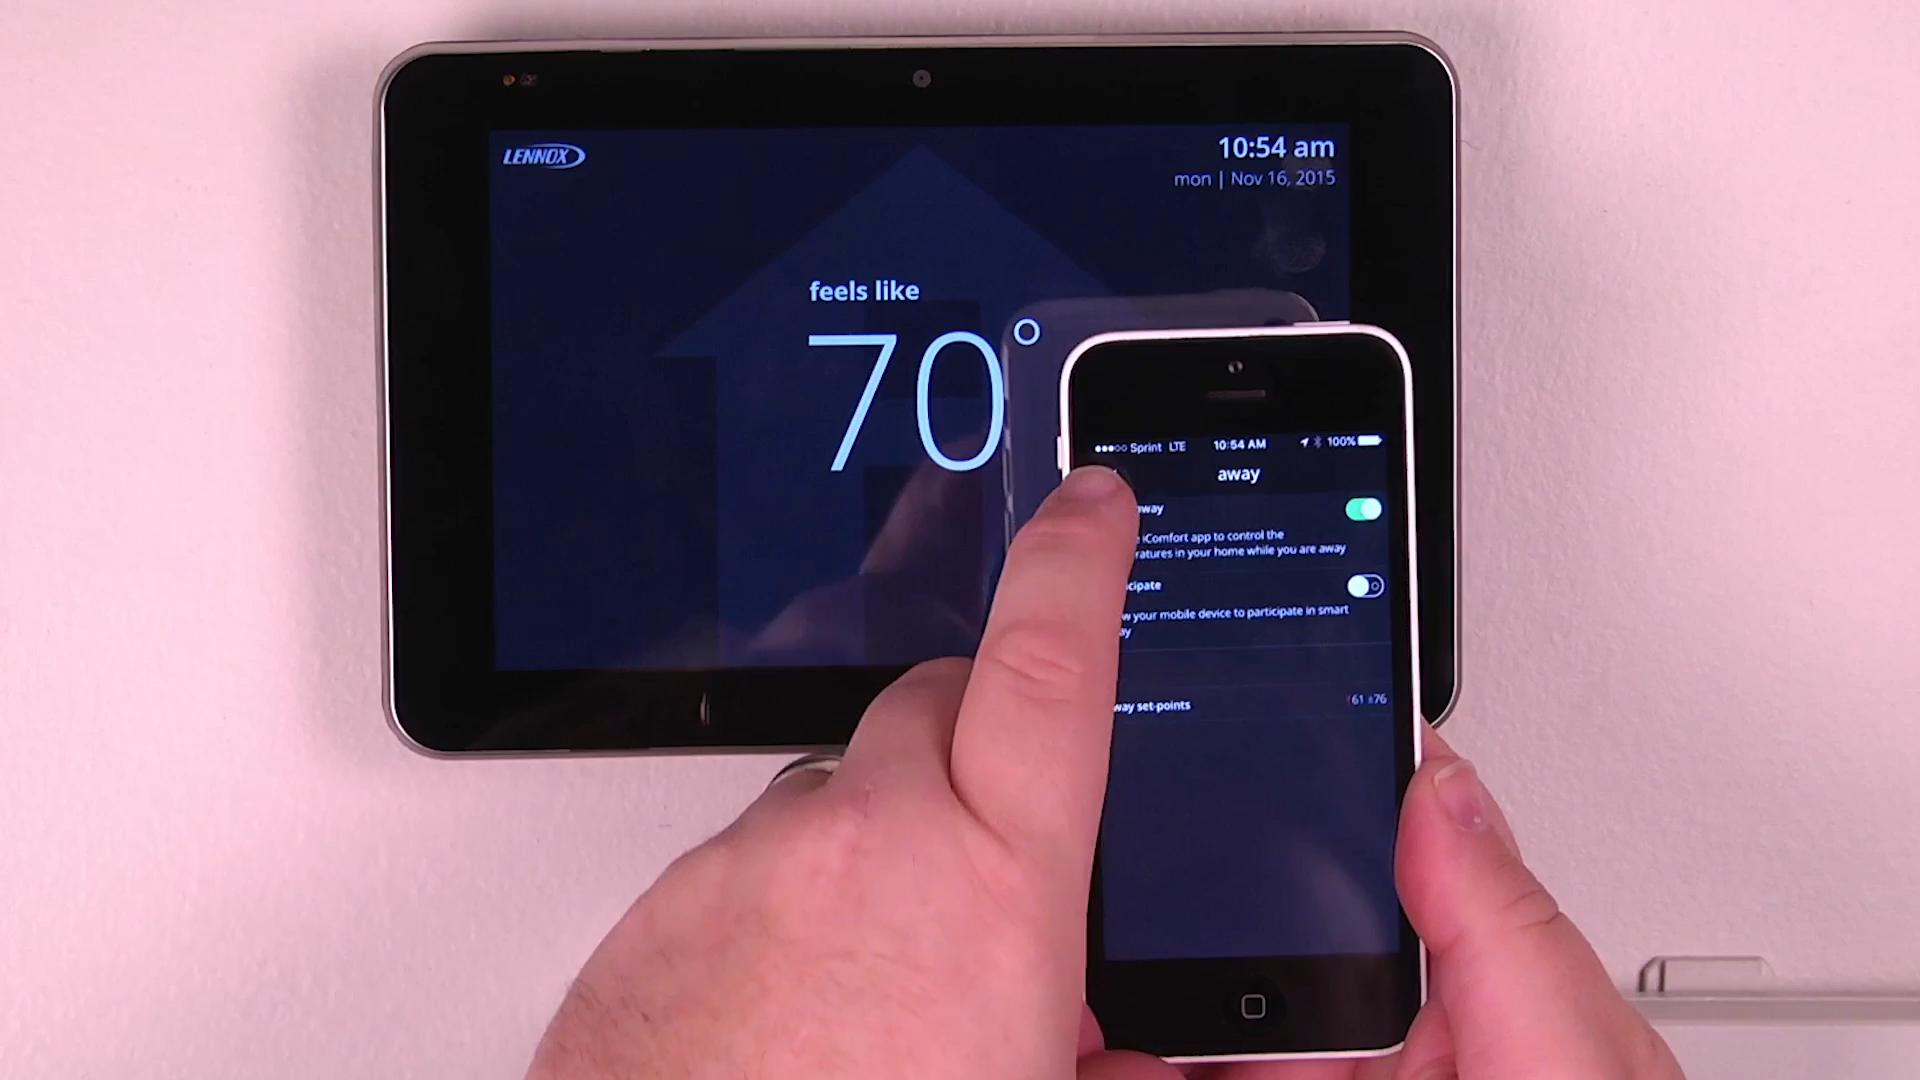 LENNOX
10:54 am
mon | Nov 16, 2015
feels like
70°
Sprint LTE 10:54 AM 100%
away
iComfort app to control the
in your home while you are away
your mobile device to participate in smart
set-points 61 76